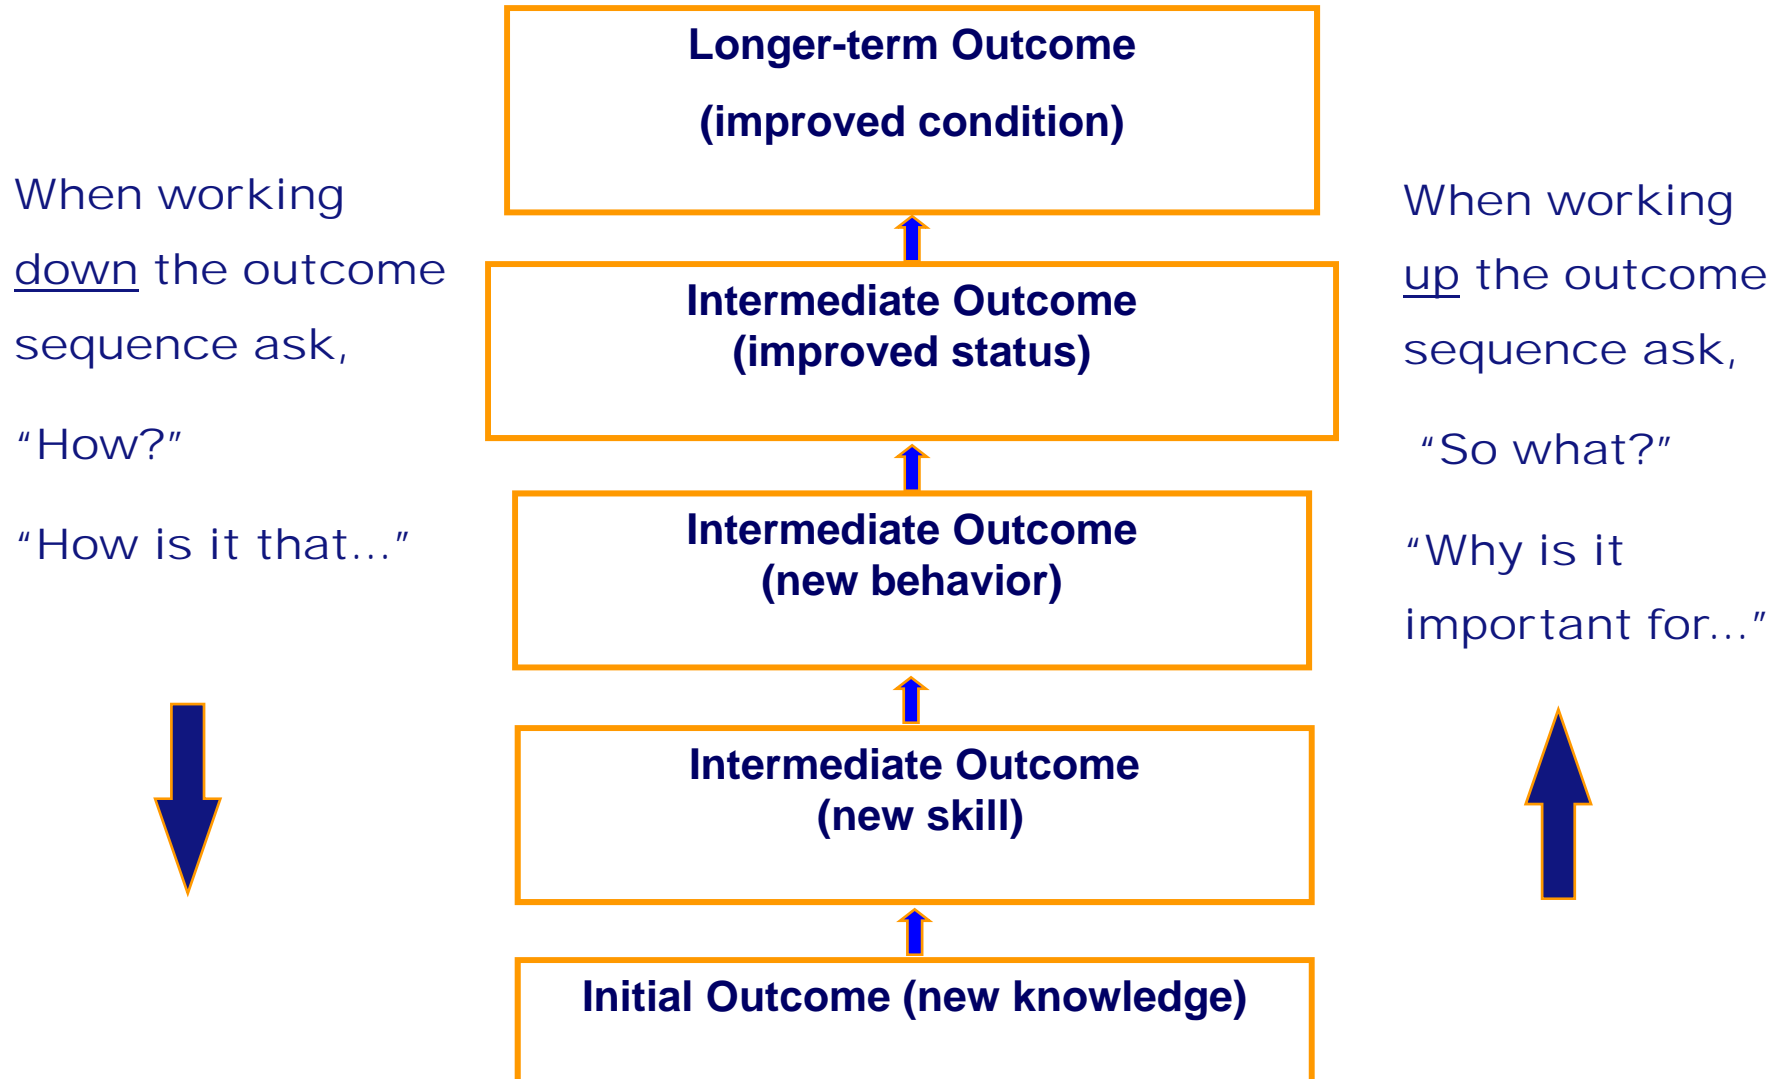 Longer-term Outcome
(improved condition)
When working
down the outcome
sequence ask,
“How?”
“How is it that…”
Intermediate Outcome
(improved status)
Intermediate Outcome
(new behavior)
Intermediate Outcome
(new skill)
Initial Outcome (new knowledge)
When working
up the outcome
sequence ask,
“So what?”
“Why is it
important for…”